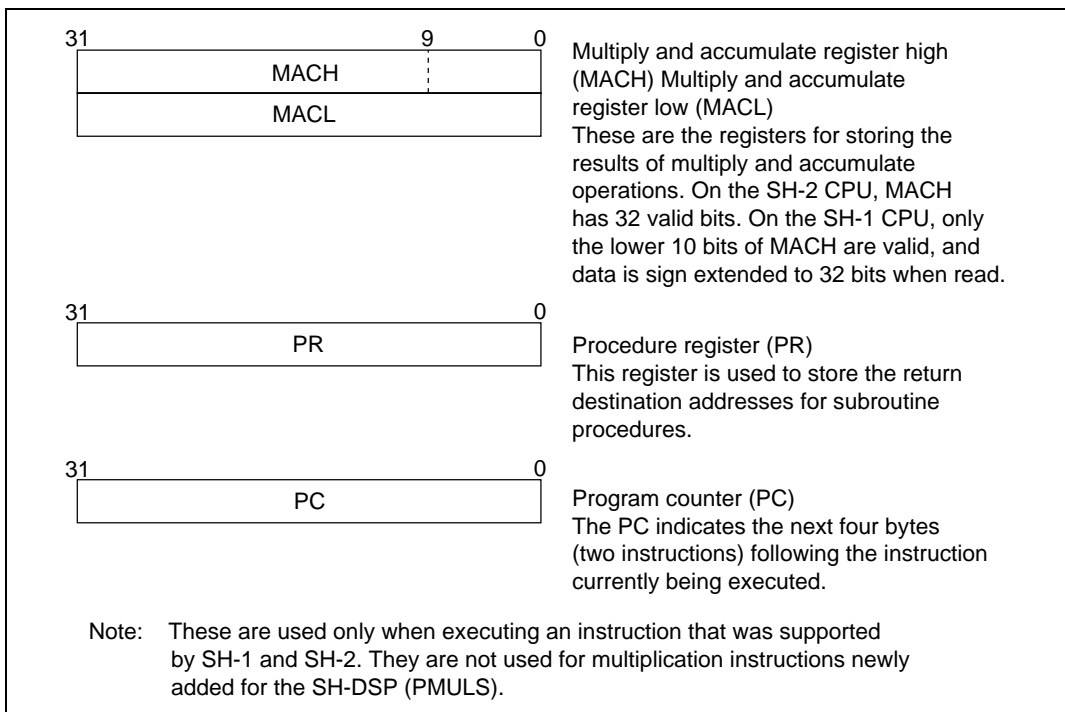 31 9 0
MACH
MACL
Multiply and accumulate register high
(MACH) Multiply and accumulate
register low (MACL)
These are the registers for storing the
results of multiply and accumulate
operations. On the SH-2 CPU, MACH
has 32 valid bits. On the SH-1 CPU, only
the lower 10 bits of MACH are valid, and
data is sign extended to 32 bits when read.
31 0
PR
Procedure register (PR)
This register is used to store the return
destination addresses for subroutine
procedures.
31 0
PC
Program counter (PC)
The PC indicates the next four bytes
(two instructions) following the instruction
currently being executed.
Note: These are used only when executing an instruction that was supported
by SH-1 and SH-2. They are not used for multiplication instructions newly
added for the SH-DSP (PMULS).